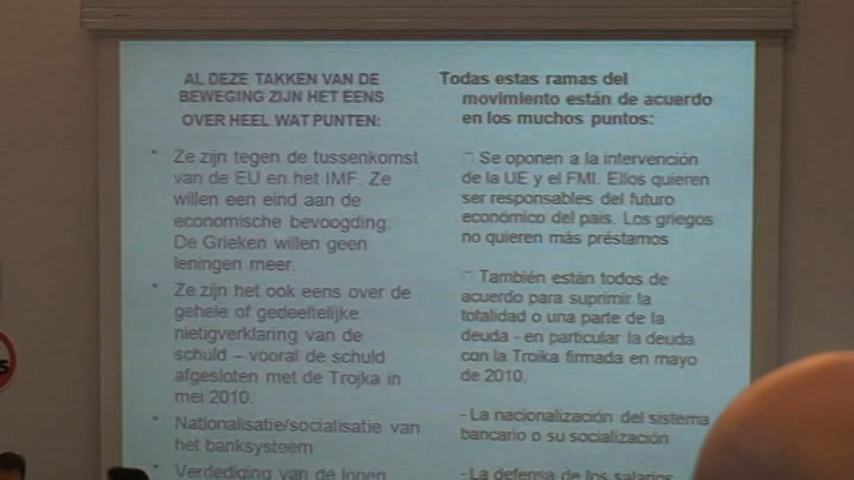 AL DEZE TAKKEN VAN DE
BEWEGING ZIJN HET EENS
OVER HEEL WAT PUNTEN:
• Ze zijn tegen de tussenkomst
van de EU en het IMF. Ze
willen een eind aan de
economische bevoogding.
De Grieken willen geen
leningen meer.
• Ze zijn het ook eens over de
gehele of gedeeltelijke
nietigverklaring van de
schuld – vooral de schuld
afgesloten met de Trojka in
mei 2010.
• Nationalisatie/socialisatie van
het banksysteem
• Verdediging van de lonen
Todas estas ramas del
movimiento están de acuerdo
en los muchos puntos:
Se oponen a la intervención
de la UE y el FMI. Ellos quieren
ser responsables del futuro
económico del país. Los griegos
no quieren más préstamos
También están todos de
acuerdo para suprimir la
totalidad o una parte de la
deuda - en particular la deuda
con la Troika firmada en mayo
de 2010.
- La nacionalización del sistema
bancario o su socialización
- La defensa de los salarios